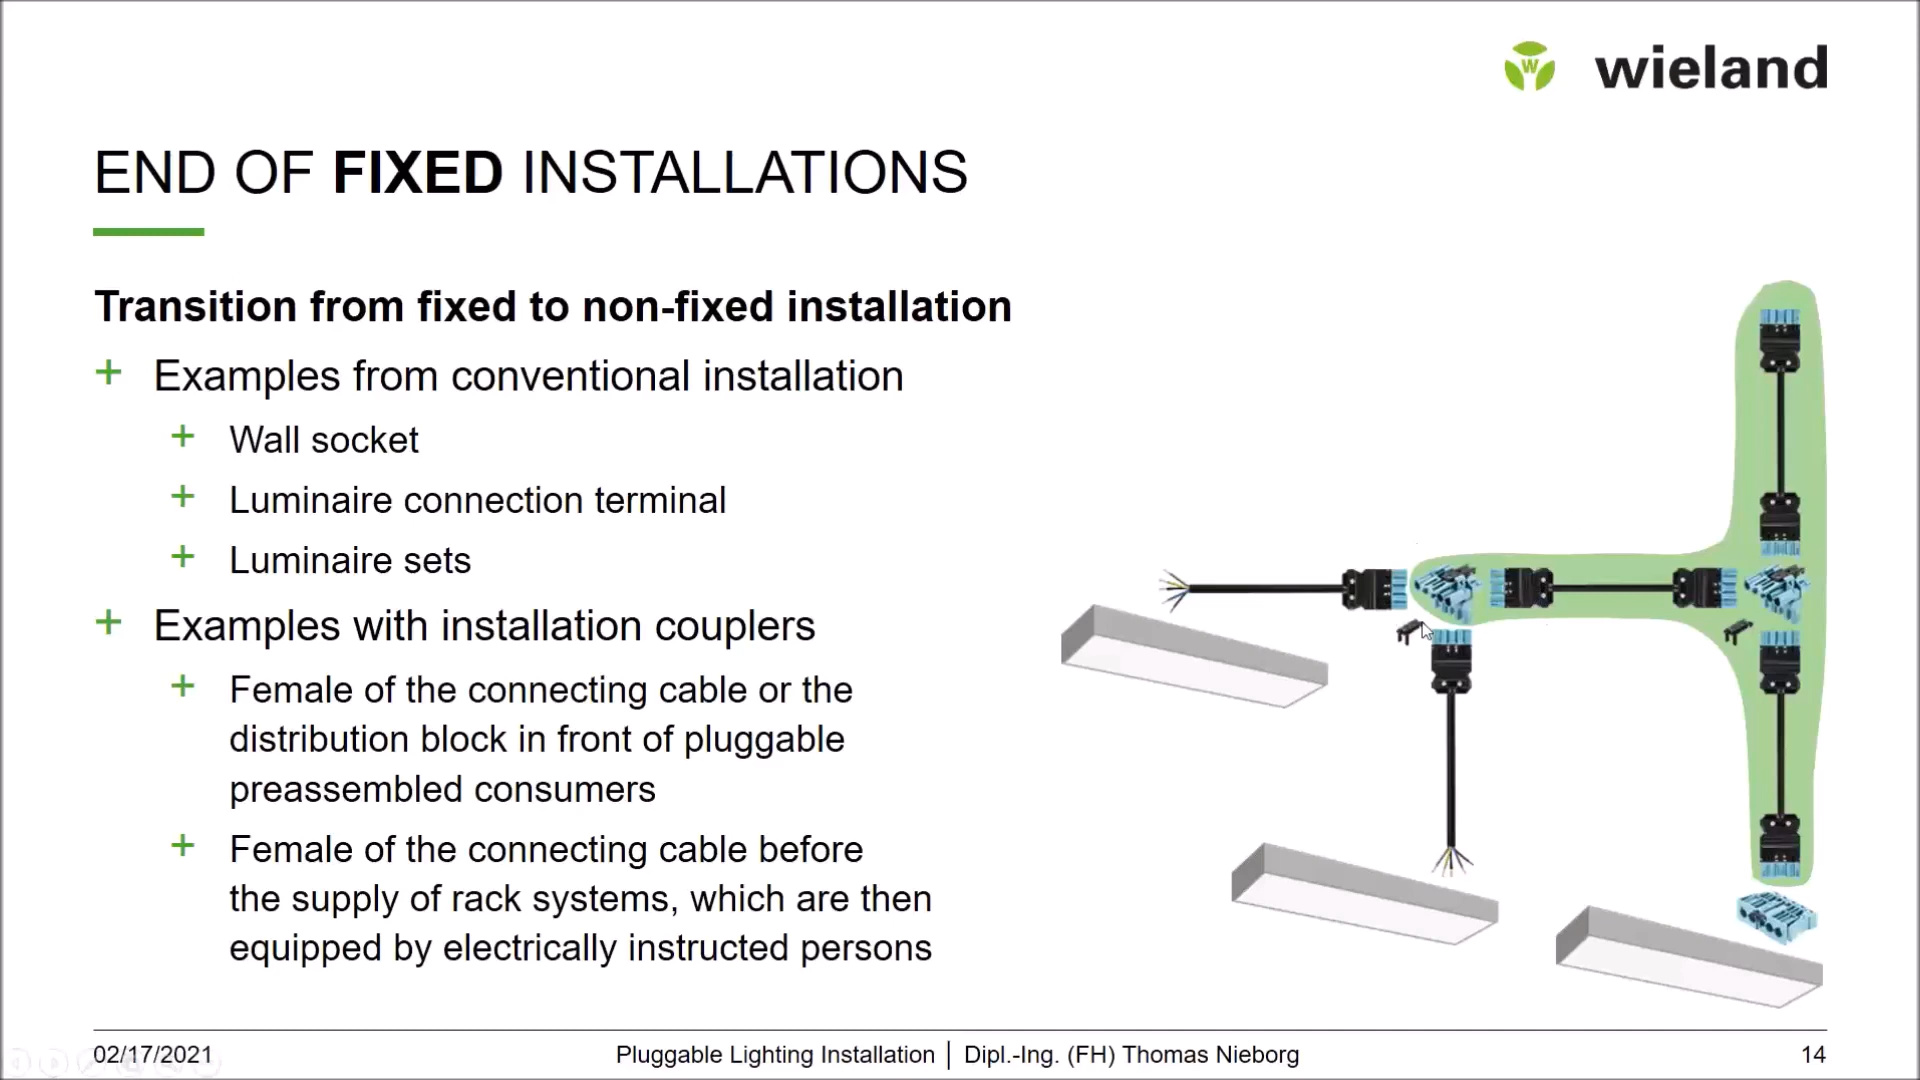 wieland
END OF FIXED INSTALLATIONS
Transition from fixed to non-fixed installation
+ Examples from conventional installation
+ Wall socket
+ Luminaire connection terminal
+ Luminaire sets
+ Examples with installation couplers
+ Female of the connecting cable or the
distribution block in front of pluggable
preassembled consumers
+ Female of the connecting cable before
the supply of rack systems, which are then
equipped by electrically instructed persons
02/17/2021
Pluggable Lighting Installation | Dipl.-Ing. (FH) Thomas Nieborg
14